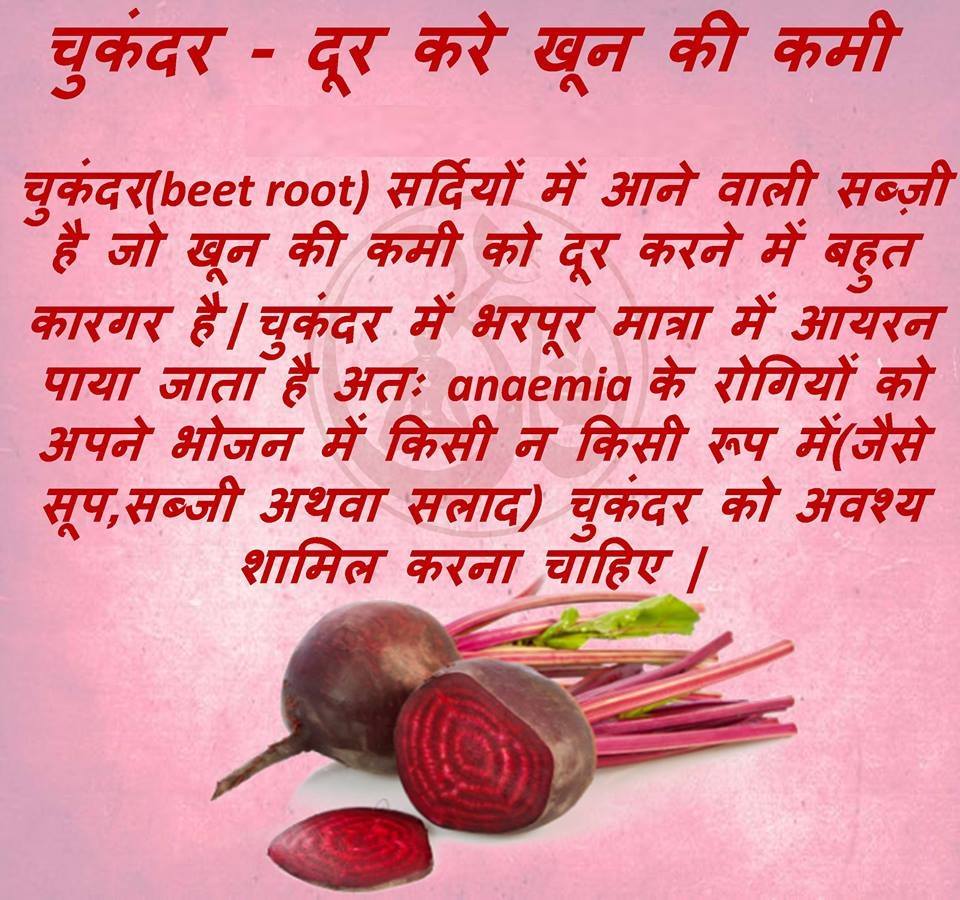 चुकंदर - दूर करे खून की कमी
चुकंदर(beet root) सर्दियों में आने वाली सब्ज़ी
है जो खून की कमी को दूर करने में बहुत
कारगर है| चुकंदर में भरपूर मात्रा में आयरन
पाया जाता है अतः anaemia के रोगियों को
अपने भोजन में किसी न किसी रूप में(जैसे
सूप,सब्जी अथवा सलाद) चुकंदर को अवश्य
शामिल करना चाहिए |